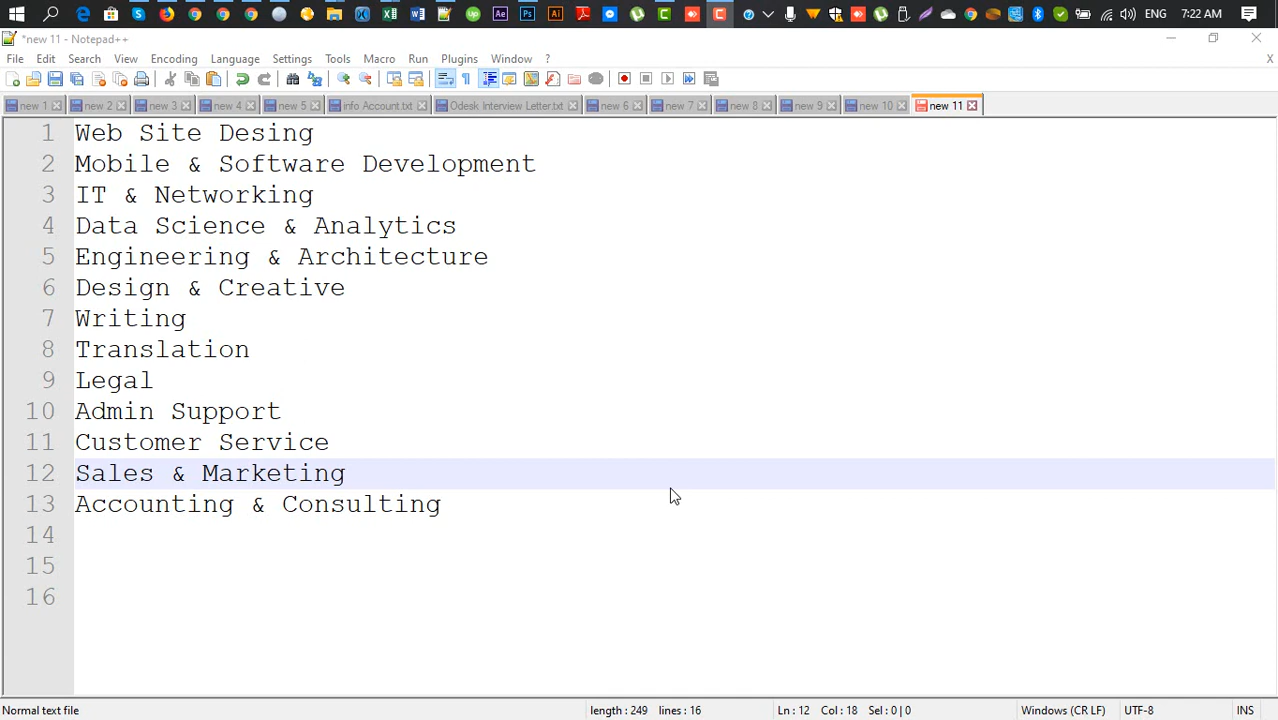 ENG 7:22 AM
*new 11 - Notepad++
File Edit Search View Encoding Language Settings Tools Macro Run Plugins Window ? X
new 1 new 2 new 3 new 4 new 5 info Account.txt Odesk Interview Letter.txt new 6 new 7 new 8 new 9 new 10 new 11
1 Web Site Desing
2 Mobile & Software Development
3 IT & Networking
4 Data Science & Analytics
5 Engineering & Architecture
6 Design & Creative
7 Writing
8 Translation
9 Legal
10 Admin Support
11 Customer Service
12 Sales & Marketing
13 Accounting & Consulting
14
15
16
Normal text file length : 249 lines : 16 Ln : 12 Col : 18 Sel : 0 | 0 Windows (CR LF) UTF-8 INS